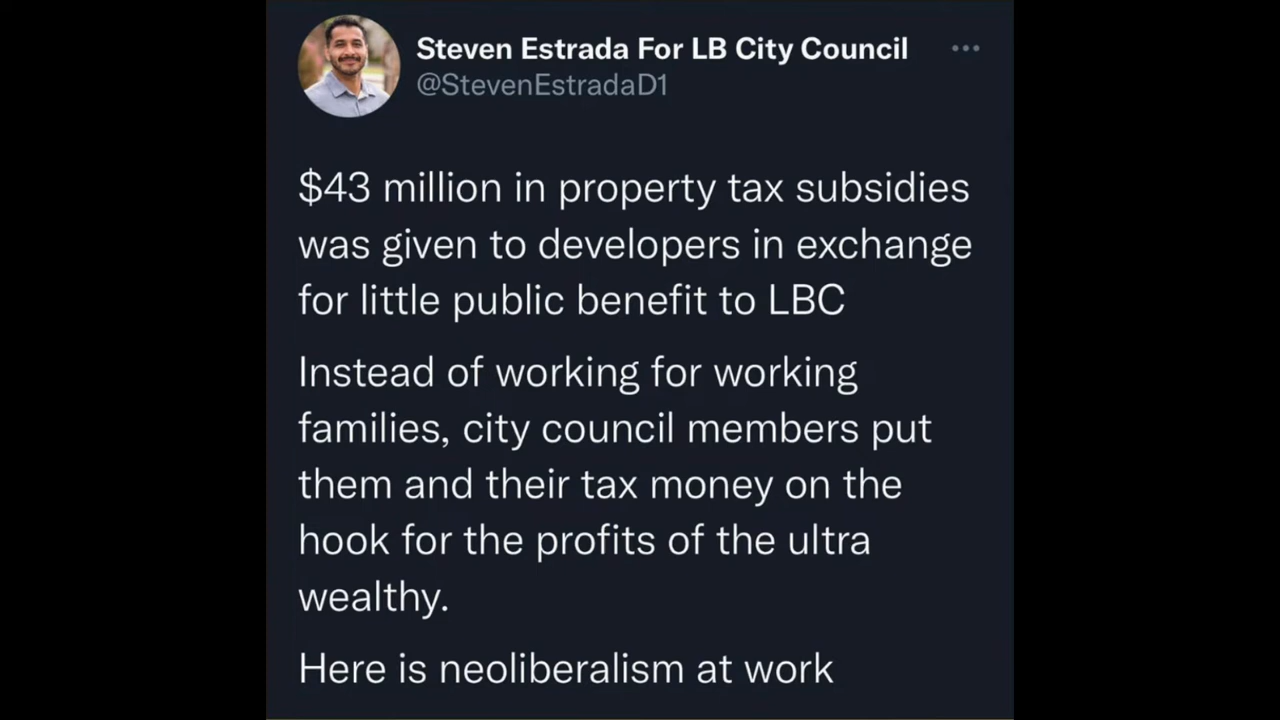 Steven Estrada For LB City Council
@StevenEstradaD1
$43 million in property tax subsidies
was given to developers in exchange
for little public benefit to LBC
Instead of working for working
families, city council members put
them and their tax money on the
hook for the profits of the ultra
wealthy.
Here is neoliberalism at work